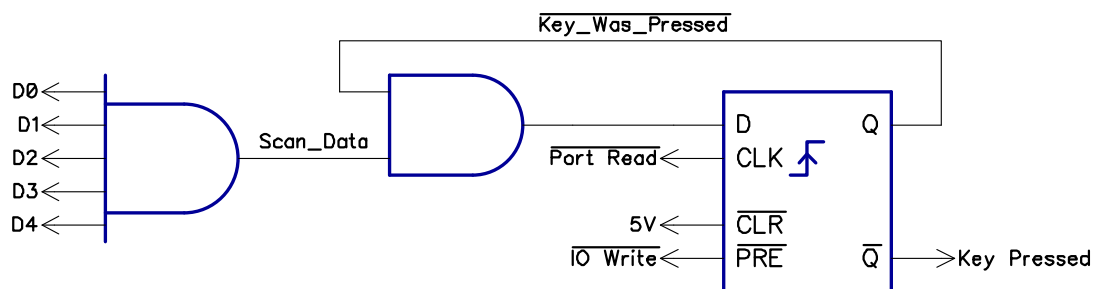 Key_Was_Pressed
D0
D1
D2
D3
D4
Scan_Data
Port Read
5V
IO Write
D
CLK
CLR
PRE
Q
Q
Key Pressed